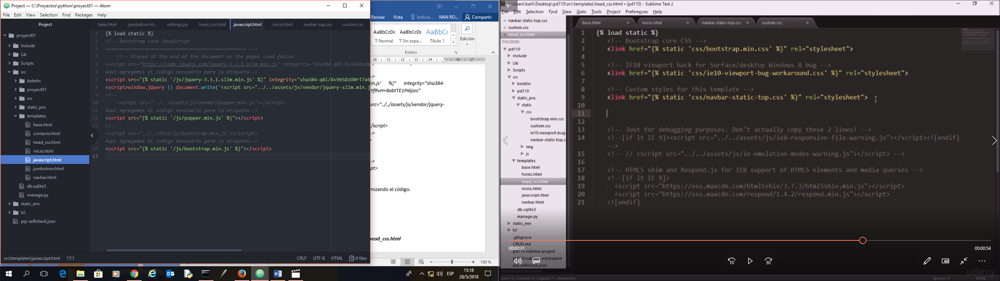 Project — C:\Proyectos\python\proyect01 — Atom
File Edit View Selection Find Packages Help
Project
proyect01
Include
Lib
Scripts
src
boletin
proyect01
src
static_pro
templates
base.html
contacto.html
head_css.html
inicio.html
javascript.html
jumbotron.html
navbar.html
db.sqlite3
manage.py
static_env
tcl
pip-selfcheck.json
base.html jumbotron.ht... settings.py head_css.html javascript.html inicio.html navbar-top.css custom.css
1 {% load static %}
2 <!-- Bootstrap core JavaScript
3 ================================================== -->
4 <!-- Placed at the end of the document so the pages load faster
5 <script src="https://code.jquery.com/jquery-3.3.1.slim.min.js" integrity="sha384-q8i/X+965DzO0
6 Aqui agregamos el codigo necesario para la etiqueta-->
7 <script src="{% static '/js/jquery-3.3.1.slim.min.js' %}" integrity="sha384-q8i/X+965DzO0rT7ab
8 <script>window.jQuery || document.write('<script src="../../assets/js/vendor/jquery-slim.min.j
9 <!--
10 <script src="../../assets/js/vendor/popper.min.js"></script>
11 Aqui agregamos el codigo necesario para la etiqueta-->
12 <script src="{% static '/js/popper.min.js' %}"></script>
13 <!--
<script src="../../dist/js/bootstrap.min.js"></script>
Aqui agregamos el codigo necesario para la etiqueta-->
16 <script src="{% static '/js/bootstrap.min.js' %}"></script>
17
src\templates\javascript.html 17:1 CRLF UTF-8 HTML 0 files
Revisar Vista Indicar... IVAN RO... Compartir
AaBbCcDc AaBbCcDc AaBbCc
¶ Normal ¶ Sin espa... Título 1
Edición
Estilos
10 11 12 13 14 16 17
->
in.js' %}" integrity="sha384-
YfRvH+8abtTE1Pi6jizo"
src="../../assets/js/vendor/jquery-
/script>
->
>
->
pt>
mizando el código.
head_css.html
100 %
ESP
15:18
28/5/2018
C:\Users\karli\Desktop\pd110\src\templates\head_css.html • (pd110) - Sublime Text 2
File Edit Selection Find View Goto Tools Project Preferences Help
navbar-static-top.css
custom.css
head_css.html
FOLDERS
pd110
Include
Lib
Scripts
src
boletin
pd110
static_pro
static
css
bootstrap.min.css
custom.css
ie10-viewport-bug-
navbar-static-top.c
img
js
templates
base.html
forms.html
head_css.html
inicio.html
javascript.html
navbar.html
db.sqlite3
manage.py
static_env
tcl
.gitignore
CRUD.md
pd110.sublime-project
pd110.sublime-workspace
pip-selfcheck.json
base.html inicio.html navbar-static-top.css custom.css
1 {% load static %}
2 <!-- Bootstrap core CSS -->
3 <link href="{% static 'css/bootstrap.min.css' %}" rel="stylesheet">
4
5 <!-- IE10 viewport hack for Surface/desktop Windows 8 bug -->
6 <link href="{% static 'css/ie10-viewport-bug-workaround.css' %}" rel="stylesheet">
7
8 <!-- Custom styles for this template -->
9 <link href="{% static 'css/navbar-static-top.css' %}" rel="stylesheet">
10
11
12
13 <!-- Just for debugging purposes. Don't actually copy these 2 lines! -->
14 <!--[if lt IE 9]><script src="../../assets/js/ie8-responsive-file-warning.js"></script><![endif]
-->
15 <!-- // <script src="../../assets/js/ie-emulation-modes-warning.js"></script> -->
16
17 <!-- HTML5 shim and Respond.js for IE8 support of HTML5 elements and media queries -->
18 <!--[if lt IE 9]>
19 <script src="https://oss.maxcdn.com/html5shiv/3.7.3/html5shiv.min.js"></script>
20 <script src="https://oss.maxcdn.com/respond/1.4.2/respond.min.js"></script>
21 <![endif]
00:02:31
00:00:54
10 30
udemy
Line 11, Column 5; Copied 71 characters Spaces: 4 HTML